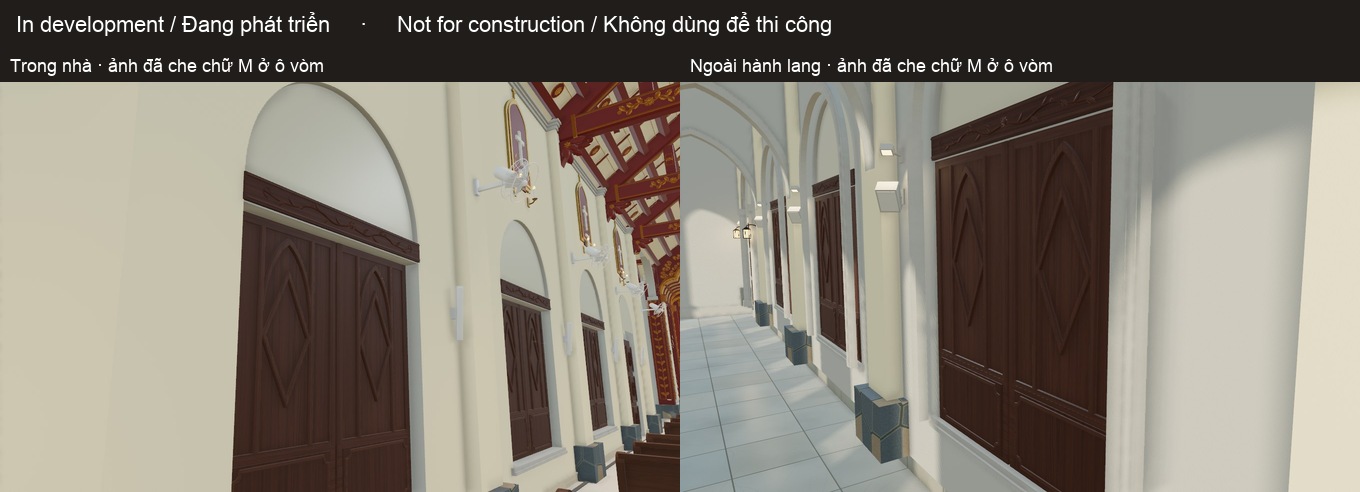 In development / Đang phát triển · Not for construction / Không dùng để thi công
Trong nhà · ảnh đã che chữ M ở ô vòm
Ngoài hành lang · ảnh đã che chữ M ở ô vòm